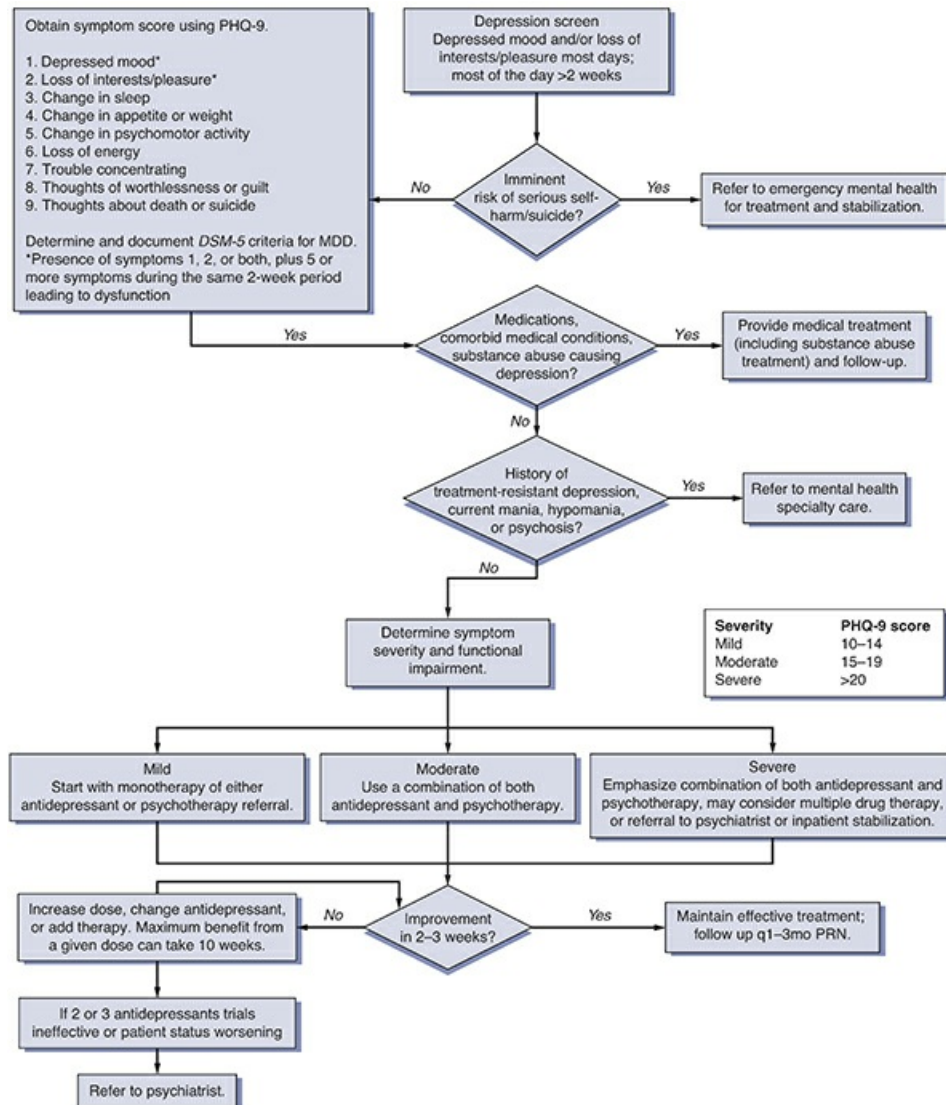 Obtain symptom score using PHQ-9.
1. Depressed mood*
2. Loss of interests/pleasure*
3. Change in sleep
4. Change in appetite or weight
5. Change in psychomotor activity
6. Loss of energy
7. Trouble concentrating
8. Thoughts of worthlessness or guilt
9. Thoughts about death or suicide
Determine and document DSM-5 criteria for MDD.
*Presence of symptoms 1, 2, or both, plus 5 or
more symptoms during the same 2-week period
leading to dysfunction
Depression screen
Depressed mood and/or loss of
interests/pleasure most days;
most of the day >2 weeks
No
Imminent
risk of serious self-
harm/suicide?
Yes
Refer to emergency mental health
for treatment and stabilization.
Yes
Medications,
comorbid medical conditions,
substance abuse causing
depression?
Yes
Provide medical treatment
(including substance abuse
treatment) and follow-up.
No
History of
treatment-resistant depression,
current mania, hypomania,
or psychosis?
Yes
Refer to mental health
specialty care.
No
Determine symptom
severity and functional
impairment.
Severity PHQ-9 score
Mild 10–14
Moderate 15–19
Severe >20
Mild
Start with monotherapy of either
antidepressant or psychotherapy referral.
Moderate
Use a combination of both
antidepressant and psychotherapy.
Severe
Emphasize combination of both antidepressant and
psychotherapy, may consider multiple drug therapy,
or referral to psychiatrist or inpatient stabilization.
Increase dose, change antidepressant,
or add therapy. Maximum benefit from
a given dose can take 10 weeks.
No
Improvement
in 2–3 weeks?
Yes
Maintain effective treatment;
follow up q1–3mo PRN.
If 2 or 3 antidepressants trials
ineffective or patient status worsening
Refer to psychiatrist.